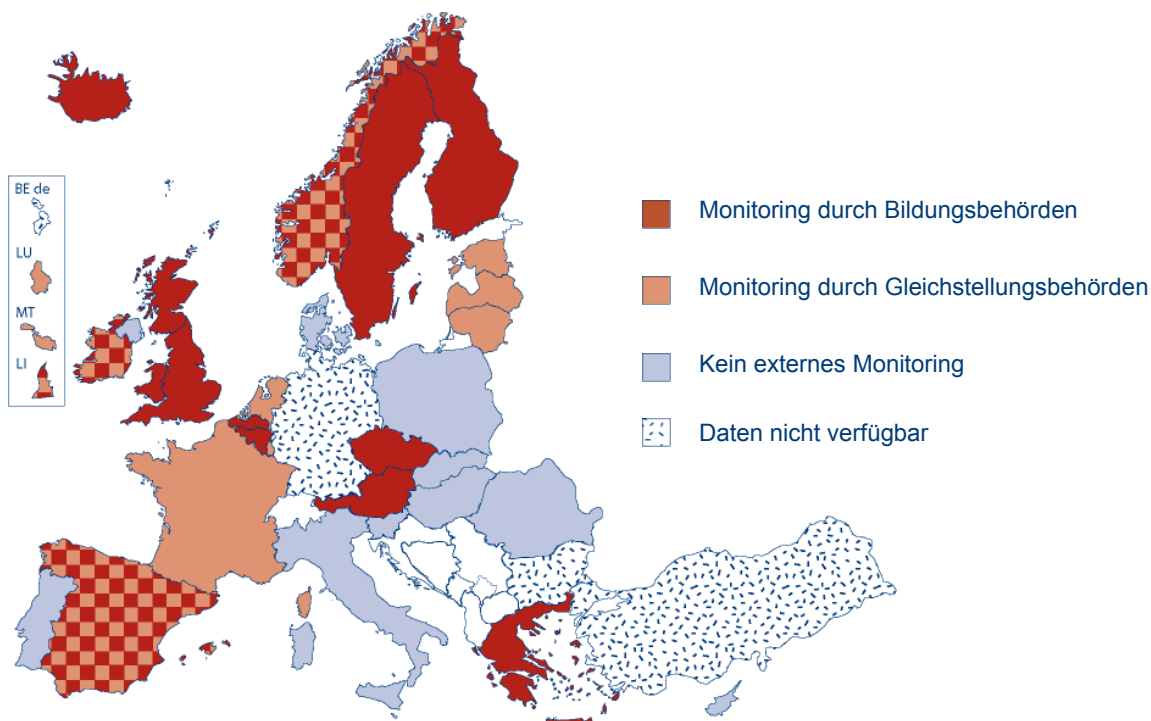 BE de
LU
MT
LI
Monitoring durch Bildungsbehörden
Monitoring durch Gleichstellungsbehörden
Kein externes Monitoring
Daten nicht verfügbar